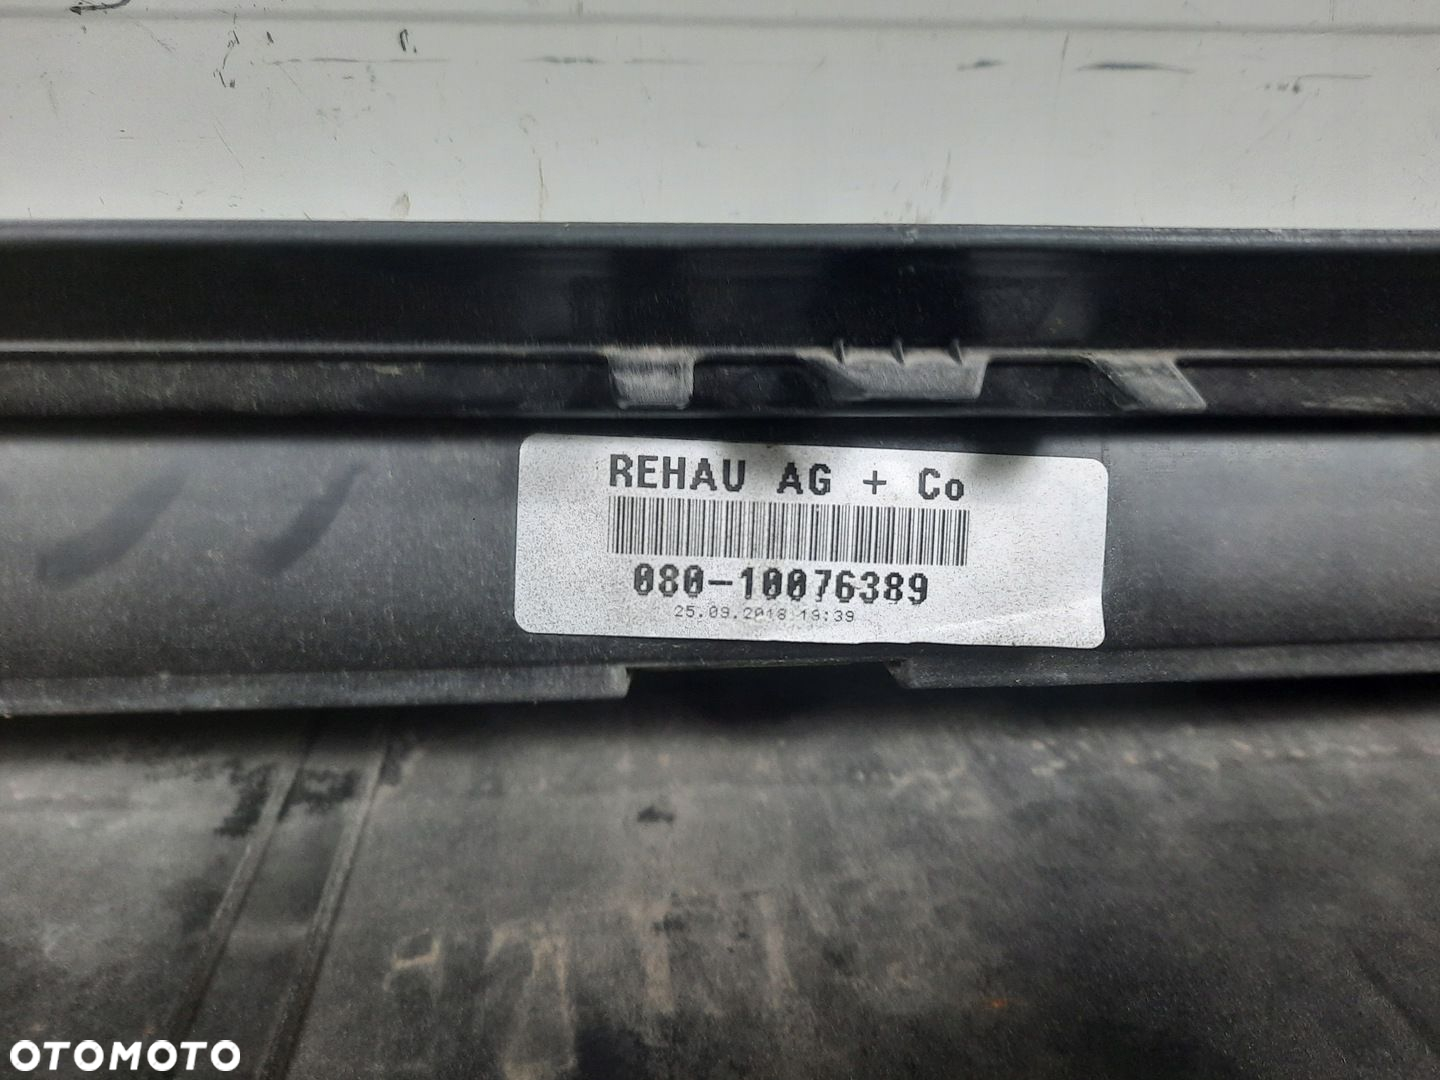 REHAU AG + Co
080-10076389
25.09.2018 19:39
OTOMOTO